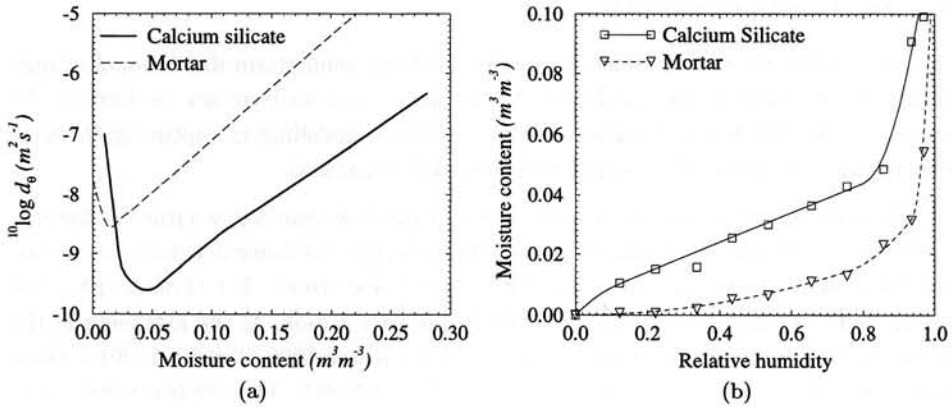 -5
-6
-7
-8
-9
-10
¹⁰log d_θ (m² s⁻¹)
Calcium silicate
Mortar
0.00 0.05 0.10 0.15 0.20 0.25 0.30
Moisture content (m³m⁻³)
(a)
0.10
0.08
0.06
0.04
0.02
0.00
Moisture content (m³m⁻³)
Calcium Silicate
Mortar
0.0 0.2 0.4 0.6 0.8 1.0
Relative humidity
(b)